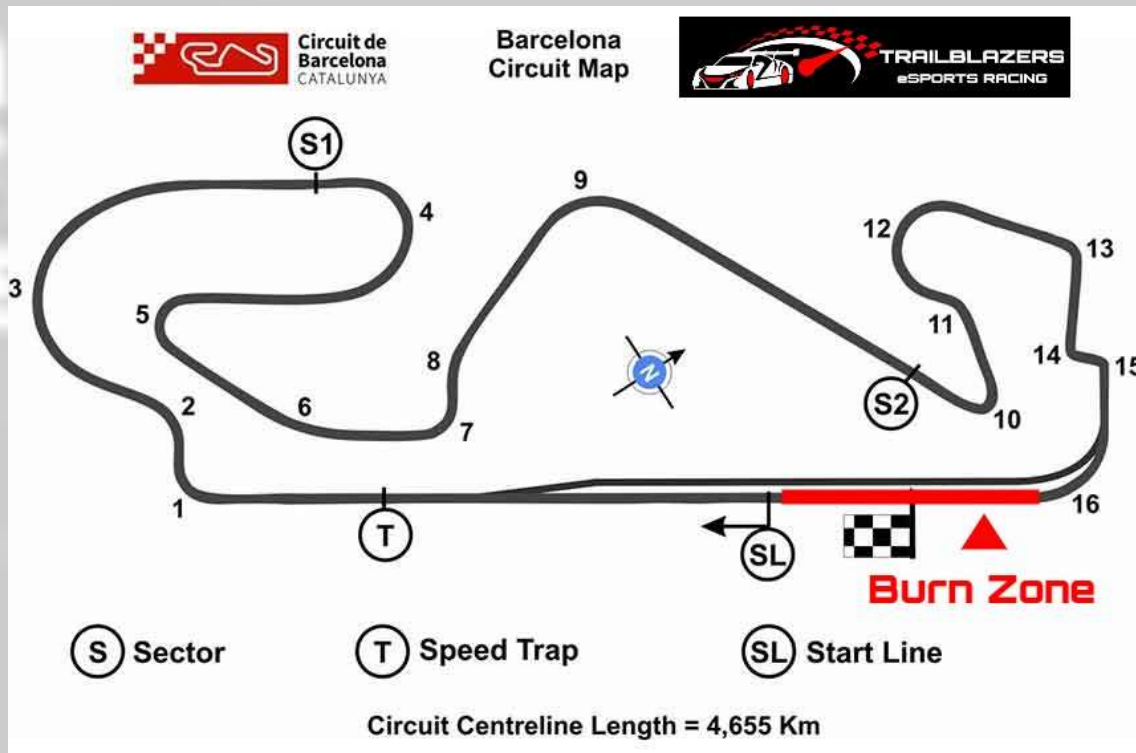 Circuit de
Barcelona
CATALUNYA
Barcelona
Circuit Map
TRAILBLAZERS
eSPORTS RACING
S1
9
4
12
13
3
5
11
8
14
15
N
2
6
S2
10
7
1
16
T
SL
Burn Zone
S Sector
T Speed Trap
SL Start Line
Circuit Centreline Length = 4,655 Km